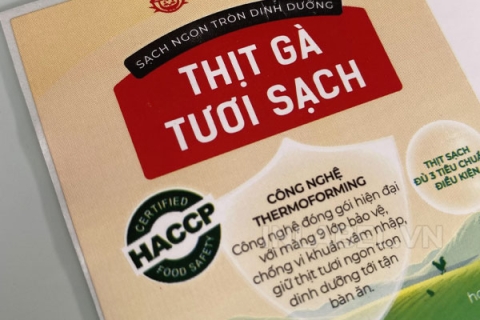 SẠCH NGON TRÒN DINH DƯỠNG
THỊT GÀ
TƯƠI SẠCH
CERTIFIED
HACCP
FOOD SAFETY
CÔNG NGHỆ
THERMOFORMING
Công nghệ đóng gói hiện đại
với màng 9 lớp bảo vệ,
chống vi khuẩn xâm nhập,
giữ thịt tươi ngon trọn
dinh dưỡng tới tận
bàn ăn.
THỊT SẠCH
ĐỦ 3 TIÊU CHUẨ
ĐIỀU KIỆN